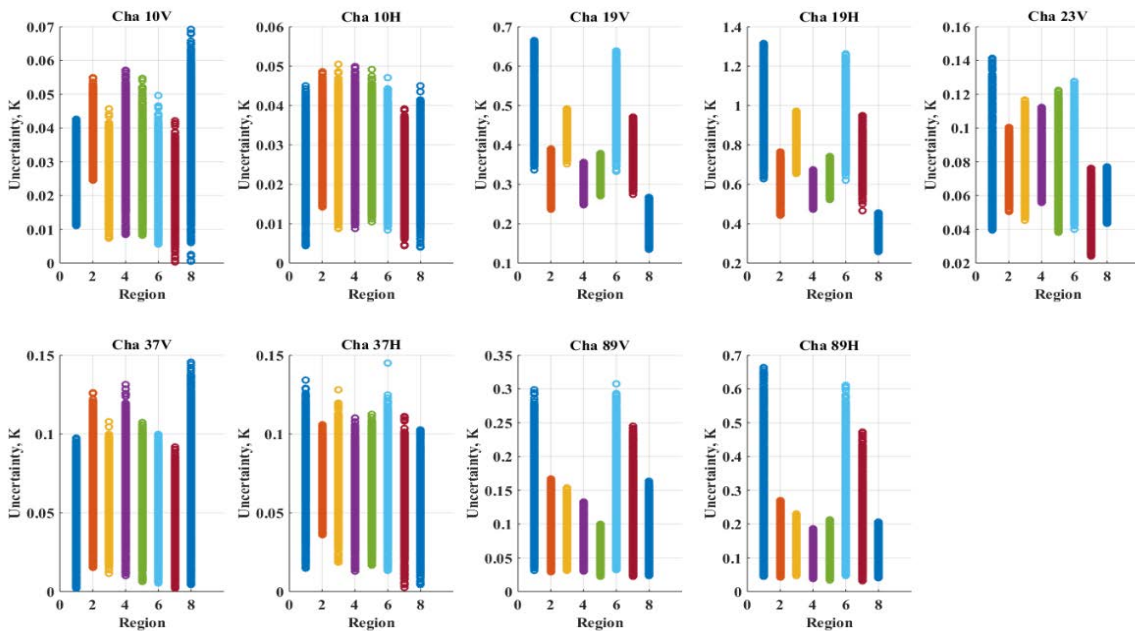 Cha 10V
Uncertainty, K
0.07
0.06
0.05
0.04
0.03
0.02
0.01
0
0 2 4 6 8
Region
Cha 10H
Uncertainty, K
0.06
0.05
0.04
0.03
0.02
0.01
0
0 2 4 6 8
Region
Cha 19V
Uncertainty, K
0.7
0.6
0.5
0.4
0.3
0.2
0.1
0 2 4 6 8
Region
Cha 19H
Uncertainty, K
1.4
1.2
1
0.8
0.6
0.4
0.2
0 2 4 6 8
Region
Cha 23V
Uncertainty, K
0.16
0.14
0.12
0.1
0.08
0.06
0.04
0.02
0 2 4 6 8
Region
Cha 37V
Uncertainty, K
0.15
0.1
0.05
0
0 2 4 6 8
Region
Cha 37H
Uncertainty, K
0.15
0.1
0.05
0
0 2 4 6 8
Region
Cha 89V
Uncertainty, K
0.35
0.3
0.25
0.2
0.15
0.1
0.05
0
0 2 4 6 8
Region
Cha 89H
Uncertainty, K
0.7
0.6
0.5
0.4
0.3
0.2
0.1
0
0 2 4 6 8
Region